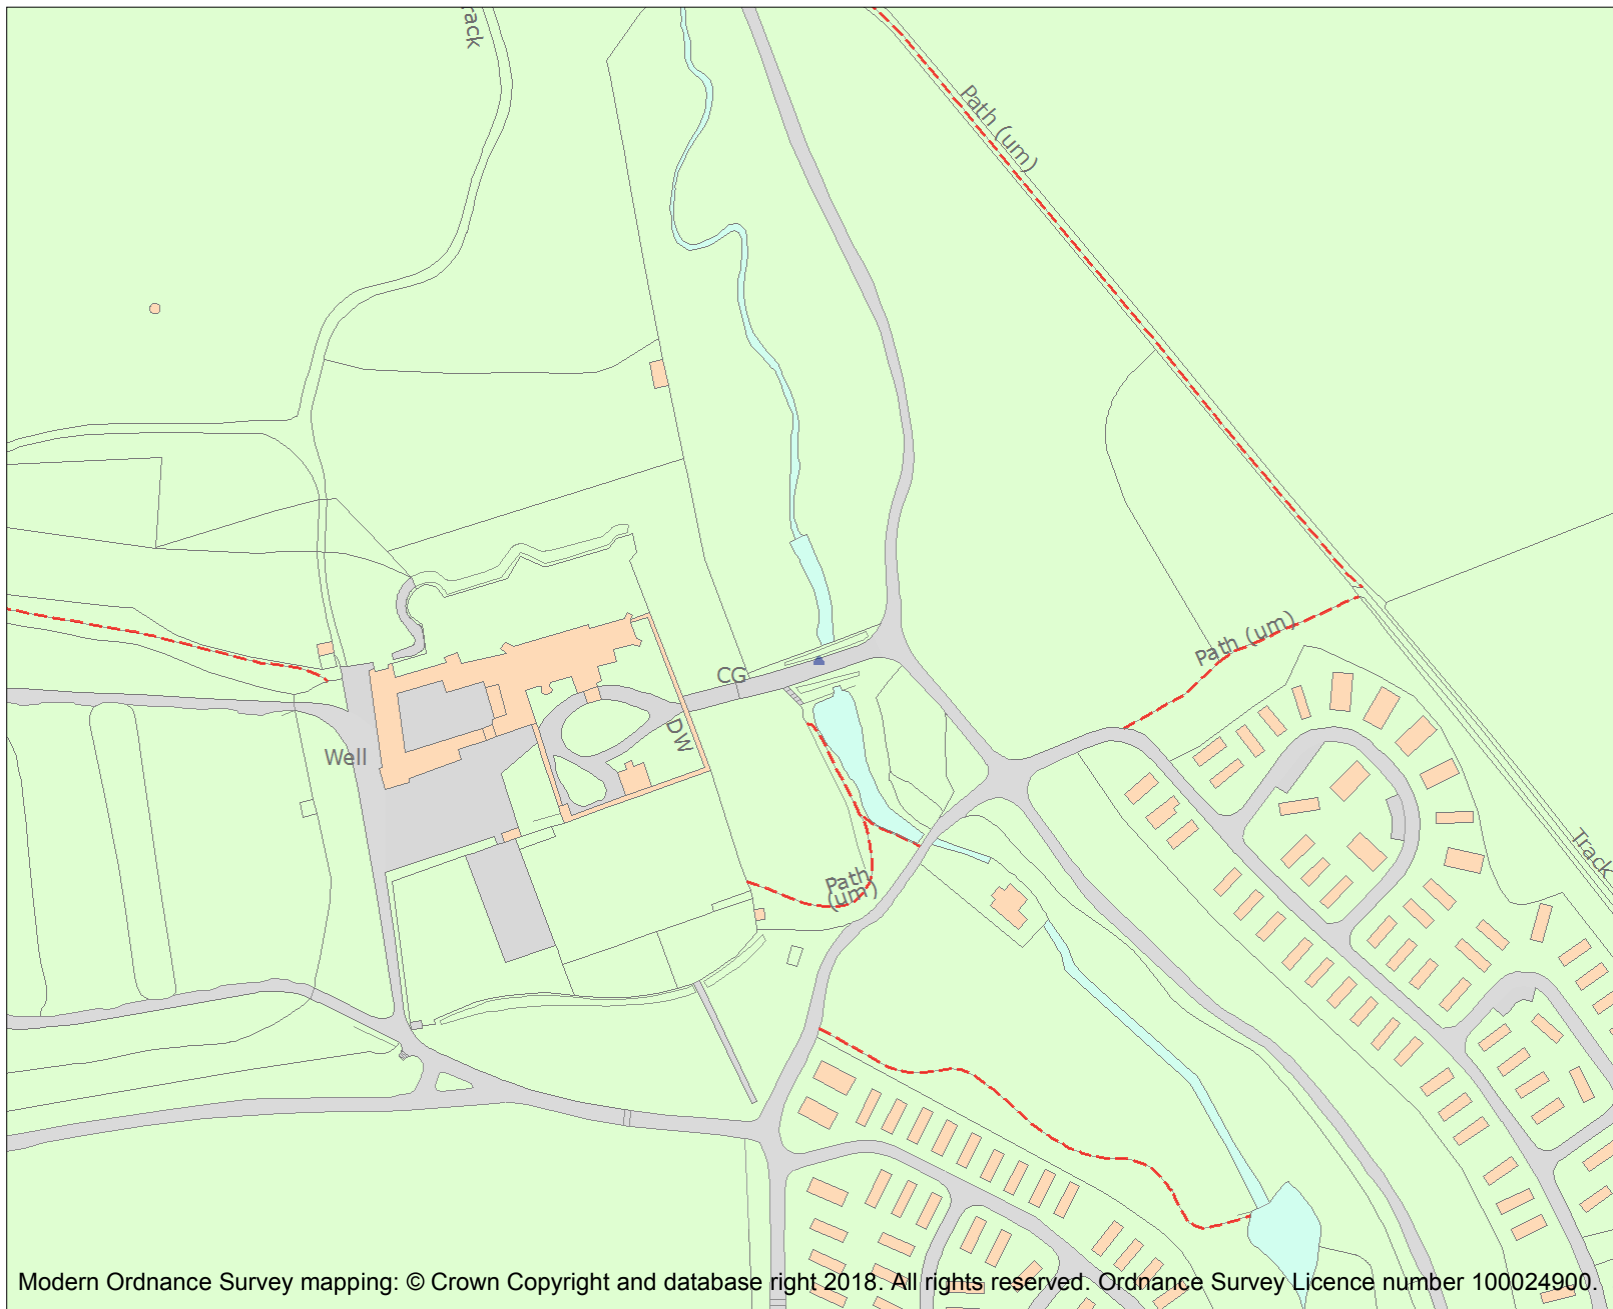 rack
Path (um)
Path (um)
CG
DW
Well
Track
Path
(um)
Modern Ordnance Survey mapping: © Crown Copyright and database right 2018. All rights reserved. Ordnance Survey Licence number 100024900.